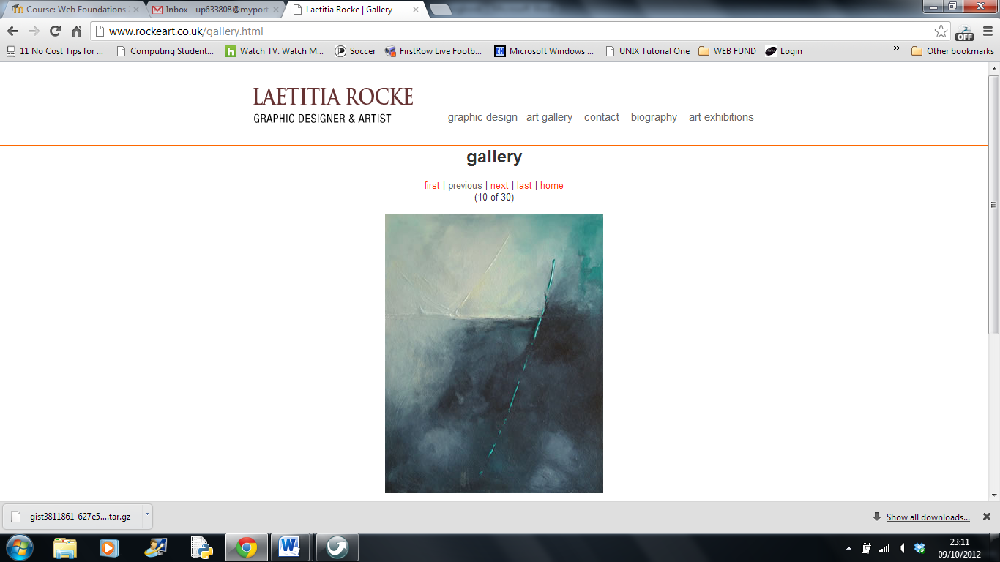 Course: Web Foundations
Inbox - up633808@myport
Laetitia Rocke | Gallery
www.rockeart.co.uk/gallery.html
OFF
11 No Cost Tips for ...
Computing Student...
Watch TV. Watch M...
Soccer
FirstRow Live Footb...
Microsoft Windows ...
UNIX Tutorial One
WEB FUND
Login
»
Other bookmarks
LAETITIA ROCKE
GRAPHIC DESIGNER & ARTIST
graphic design art gallery contact biography art exhibitions
gallery
first | previous | next | last | home
(10 of 30)
gist3811861-627e5....tar.gz
Show all downloads...
23:11
09/10/2012